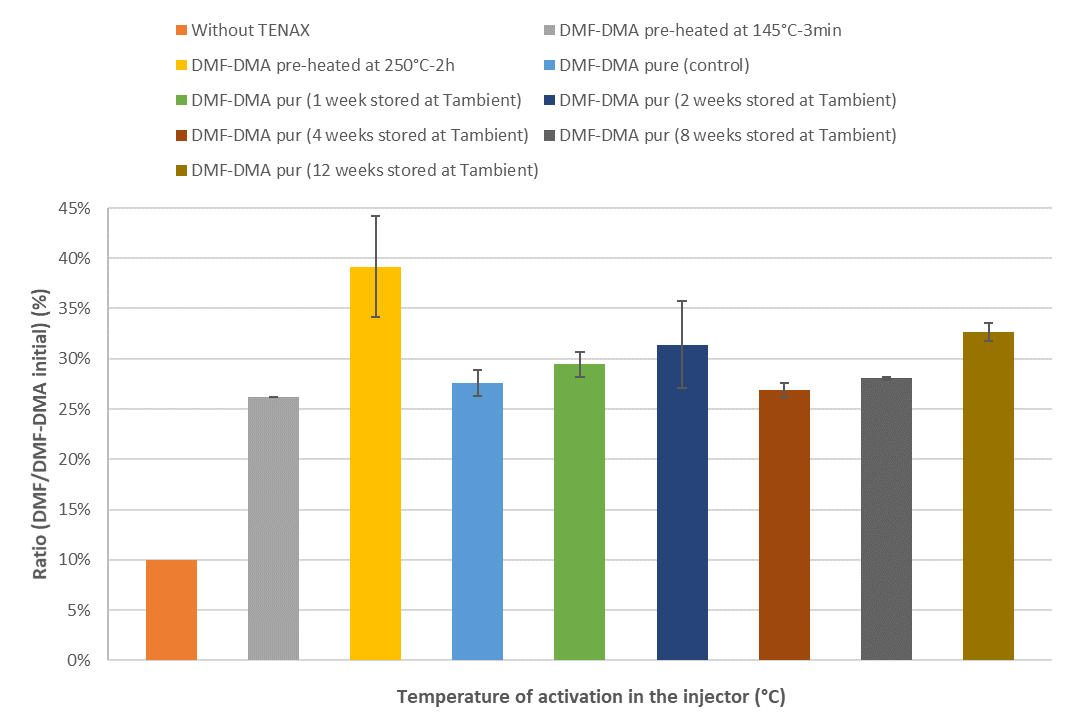 Without TENAX
DMF-DMA pre-heated at 145°C-3min
DMF-DMA pre-heated at 250°C-2h
DMF-DMA pure (control)
DMF-DMA pur (1 week stored at Tambient)
DMF-DMA pur (2 weeks stored at Tambient)
DMF-DMA pur (4 weeks stored at Tambient)
DMF-DMA pur (8 weeks stored at Tambient)
DMF-DMA pur (12 weeks stored at Tambient)
Ratio (DMF/DMF-DMA initial) (%)
45%
40%
35%
30%
25%
20%
15%
10%
5%
0%
Temperature of activation in the injector (°C)